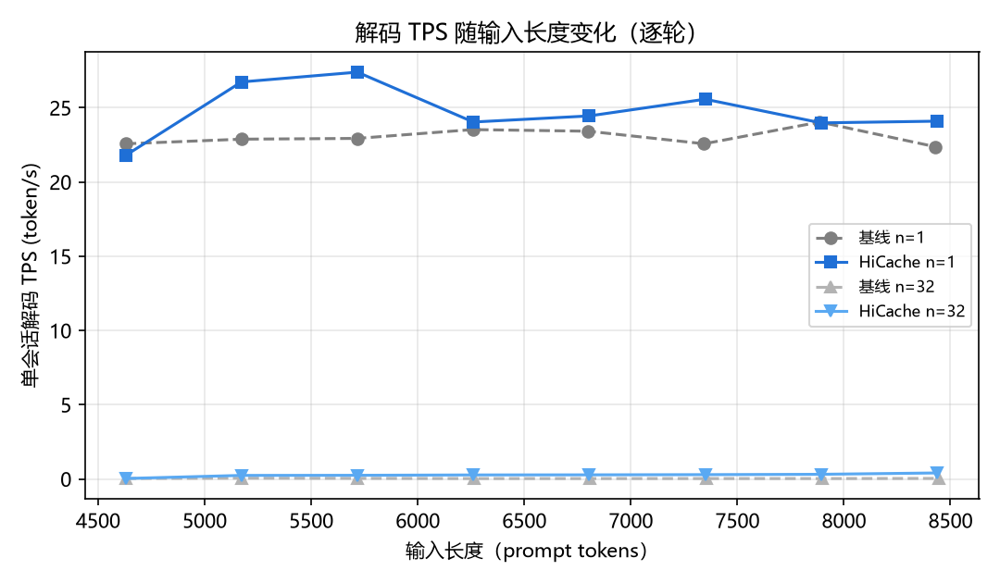 解码 TPS 随输入长度变化（逐轮）
单会话解码 TPS (token/s)
25
20
15
10
5
0
基线 n=1
HiCache n=1
基线 n=32
HiCache n=32
4500 5000 5500 6000 6500 7000 7500 8000 8500
输入长度（prompt tokens）